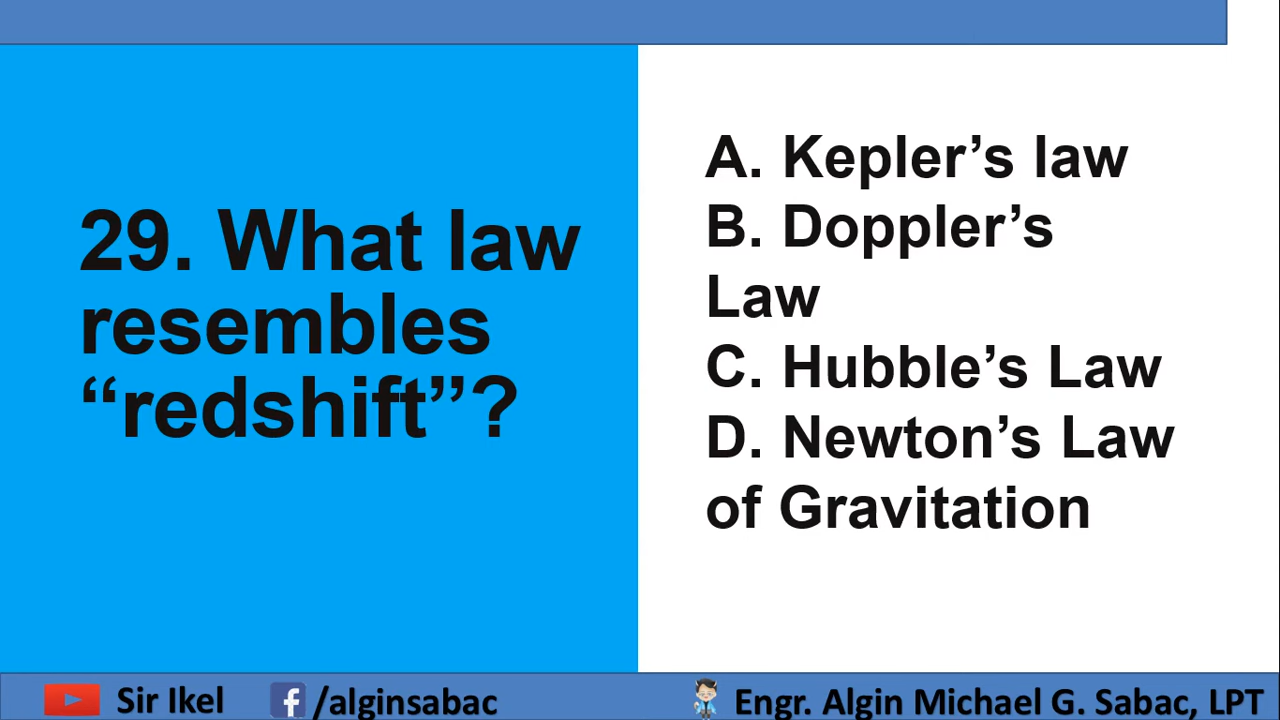 29. What law
resembles
“redshift”?
A. Kepler’s law
B. Doppler’s
Law
C. Hubble’s Law
D. Newton’s Law
of Gravitation
Sir Ikel
f /alginsabac
Engr. Algin Michael G. Sabac, LPT